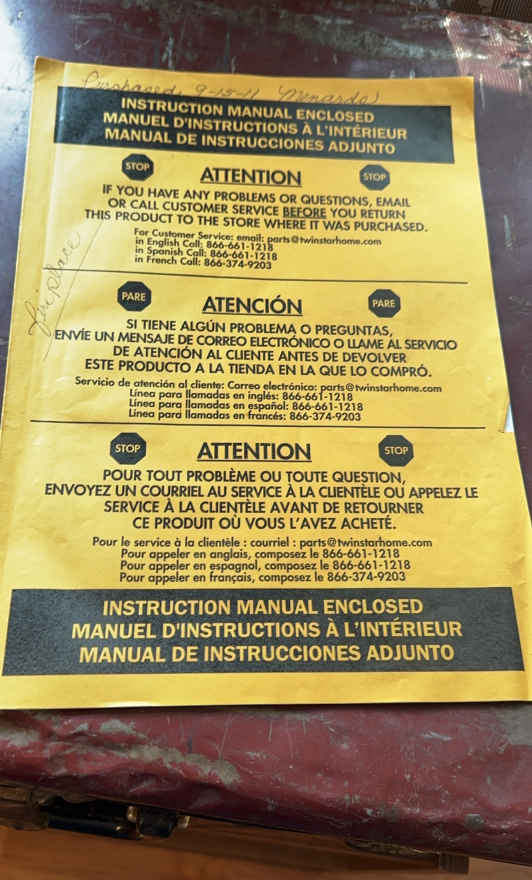 9-15-11 Menards
INSTRUCTION MANUAL ENCLOSED
MANUEL D'INSTRUCTIONS À L'INTÉRIEUR
MANUAL DE INSTRUCCIONES ADJUNTO
STOP ATTENTION STOP
IF YOU HAVE ANY PROBLEMS OR QUESTIONS, EMAIL
OR CALL CUSTOMER SERVICE BEFORE YOU RETURN
THIS PRODUCT TO THE STORE WHERE IT WAS PURCHASED.
For Customer Service: email: parts@twinstarhome.com
in English Call: 866-661-1218
in Spanish Call: 866-661-1218
in French Call: 866-374-9203
fireplace
PARE ATENCIÓN PARE
SI TIENE ALGÚN PROBLEMA O PREGUNTAS,
ENVÍE UN MENSAJE DE CORREO ELECTRÓNICO O LLAME AL SERVICIO
DE ATENCIÓN AL CLIENTE ANTES DE DEVOLVER
ESTE PRODUCTO A LA TIENDA EN LA QUE LO COMPRÓ.
Servicio de atención al cliente: Correo electrónico: parts@twinstarhome.com
Línea para llamadas en inglés: 866-661-1218
Línea para llamadas en español: 866-661-1218
Línea para llamadas en francés: 866-374-9203
STOP ATTENTION STOP
POUR TOUT PROBLÈME OU TOUTE QUESTION,
ENVOYEZ UN COURRIEL AU SERVICE À LA CLIENTÈLE OU APPELEZ LE
SERVICE À LA CLIENTÈLE AVANT DE RETOURNER
CE PRODUIT OÙ VOUS L'AVEZ ACHETÉ.
Pour le service à la clientèle : courriel : parts@twinstarhome.com
Pour appeler en anglais, composez le 866-661-1218
Pour appeler en espagnol, composez le 866-661-1218
Pour appeler en français, composez le 866-374-9203
INSTRUCTION MANUAL ENCLOSED
MANUEL D'INSTRUCTIONS À L'INTÉRIEUR
MANUAL DE INSTRUCCIONES ADJUNTO